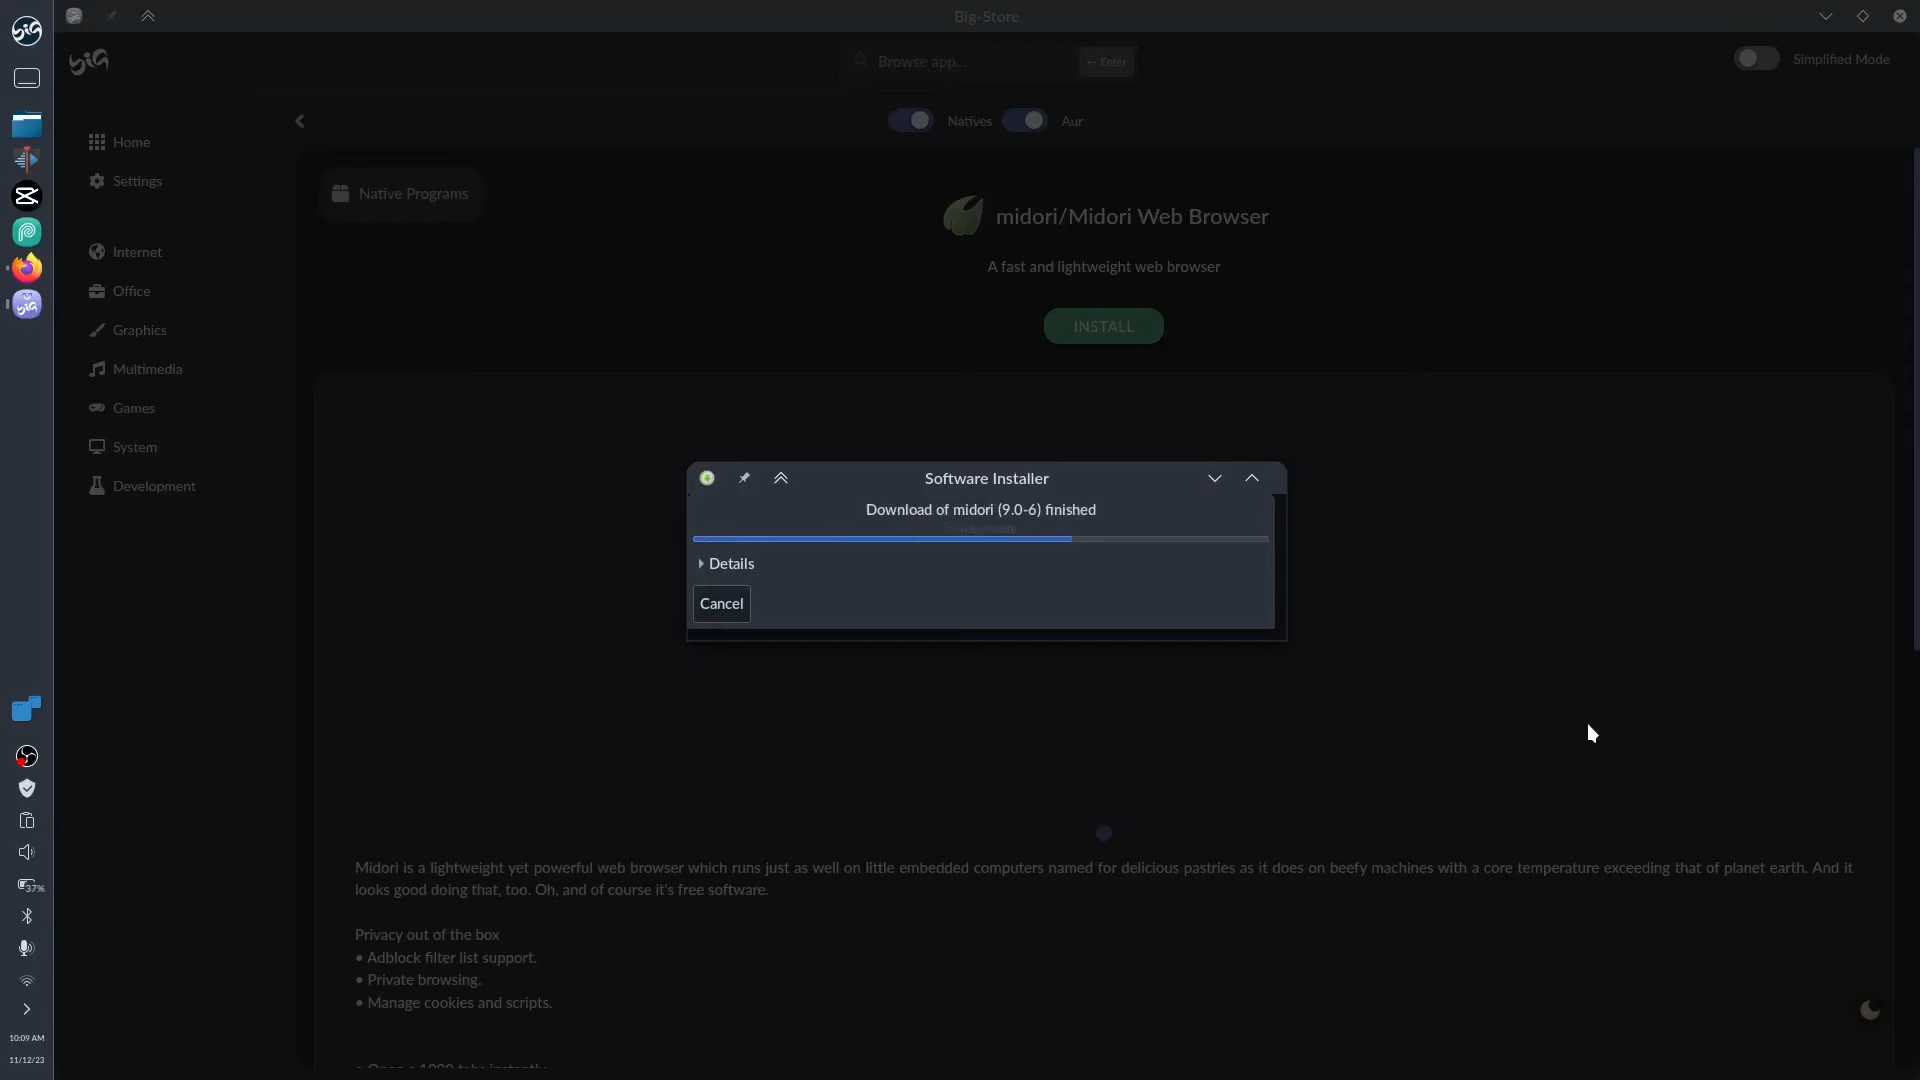 Big-Store
big
Browse app...
← Enter
Simplified Mode
Natives
Aur
Home
Settings
Internet
Office
Graphics
Multimedia
Games
System
Development
Native Programs
midori/Midori Web Browser
A fast and lightweight web browser
INSTALL
Software Installer
Download of midori (9.0-6) finished
Details
Cancel
Midori is a lightweight yet powerful web browser which runs just as well on little embedded computers named for delicious pastries as it does on beefy machines with a core temperature exceeding that of planet earth. And it
looks good doing that, too. Oh, and of course it's free software.
Privacy out of the box
• Adblock filter list support.
• Private browsing.
• Manage cookies and scripts.
• Open a 1000 tabs instantly.
37%
10:09 AM
11/12/23